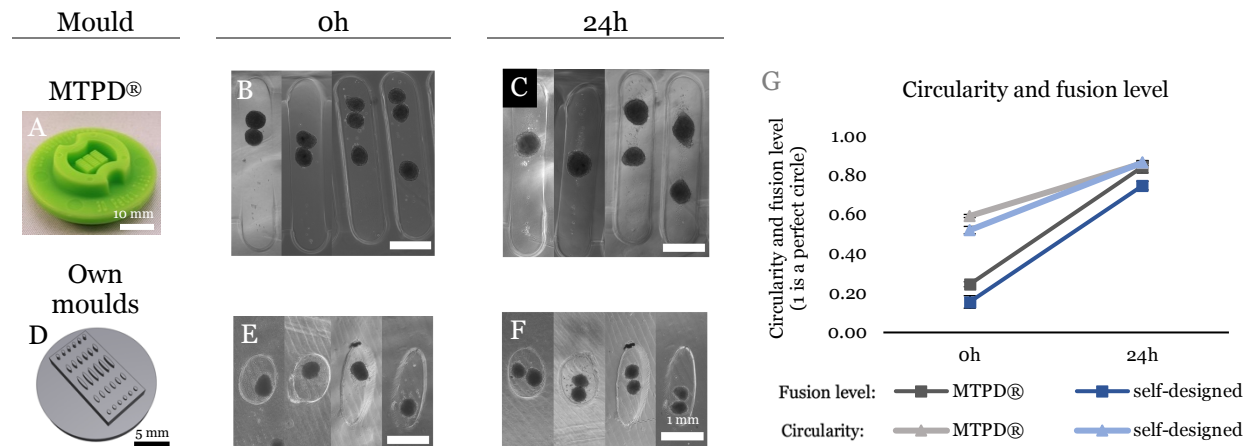 Mould
0h
24h
MTPD®
A
10 mm
B
C
Own
moulds
D
5 mm
E
F
1 mm
G
Circularity and fusion level
Circularity and fusion level
(1 is a perfect circle)
1.00
0.80
0.60
0.40
0.20
0.00
0h
24h
Fusion level:
MTPD®
self-designed
Circularity:
MTPD®
self-designed